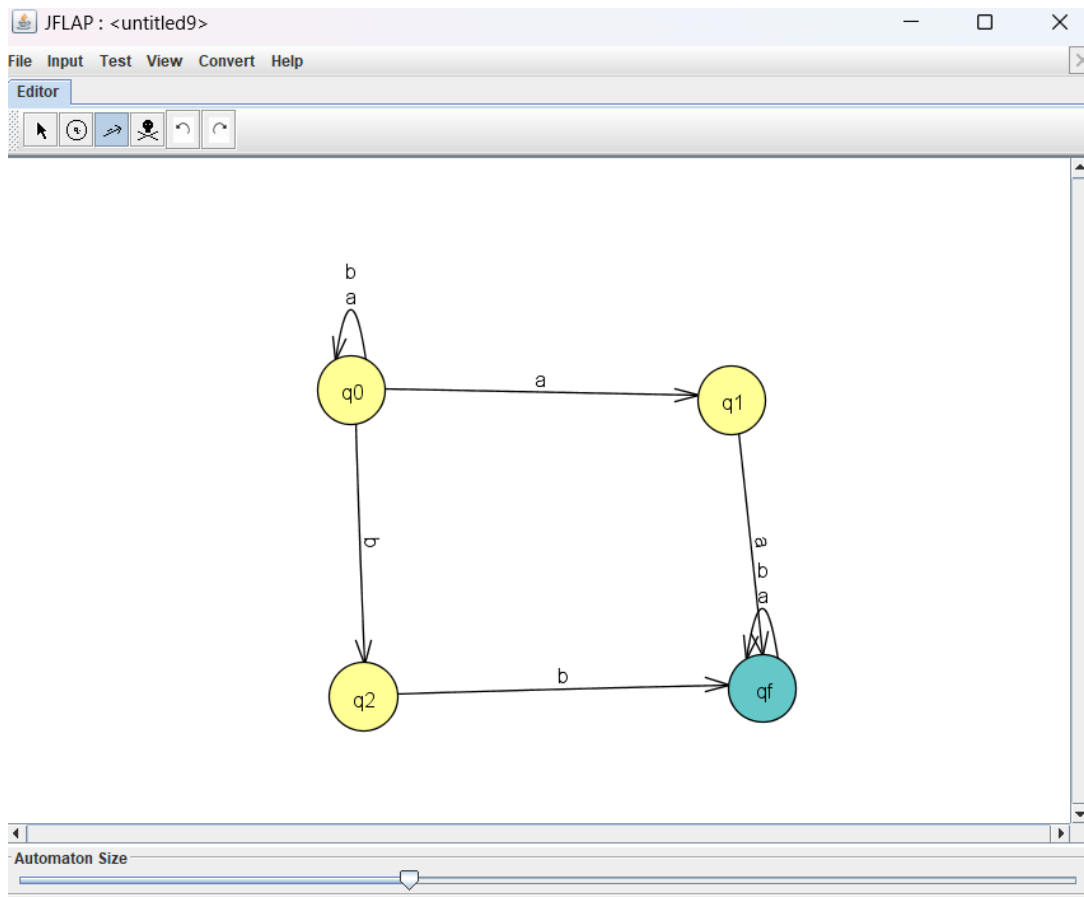 JFLAP : <untitled9>
File Input Test View Convert Help
Editor
b
a
q0
a
q1
b
a
b
a
q2
b
qf
Automaton Size